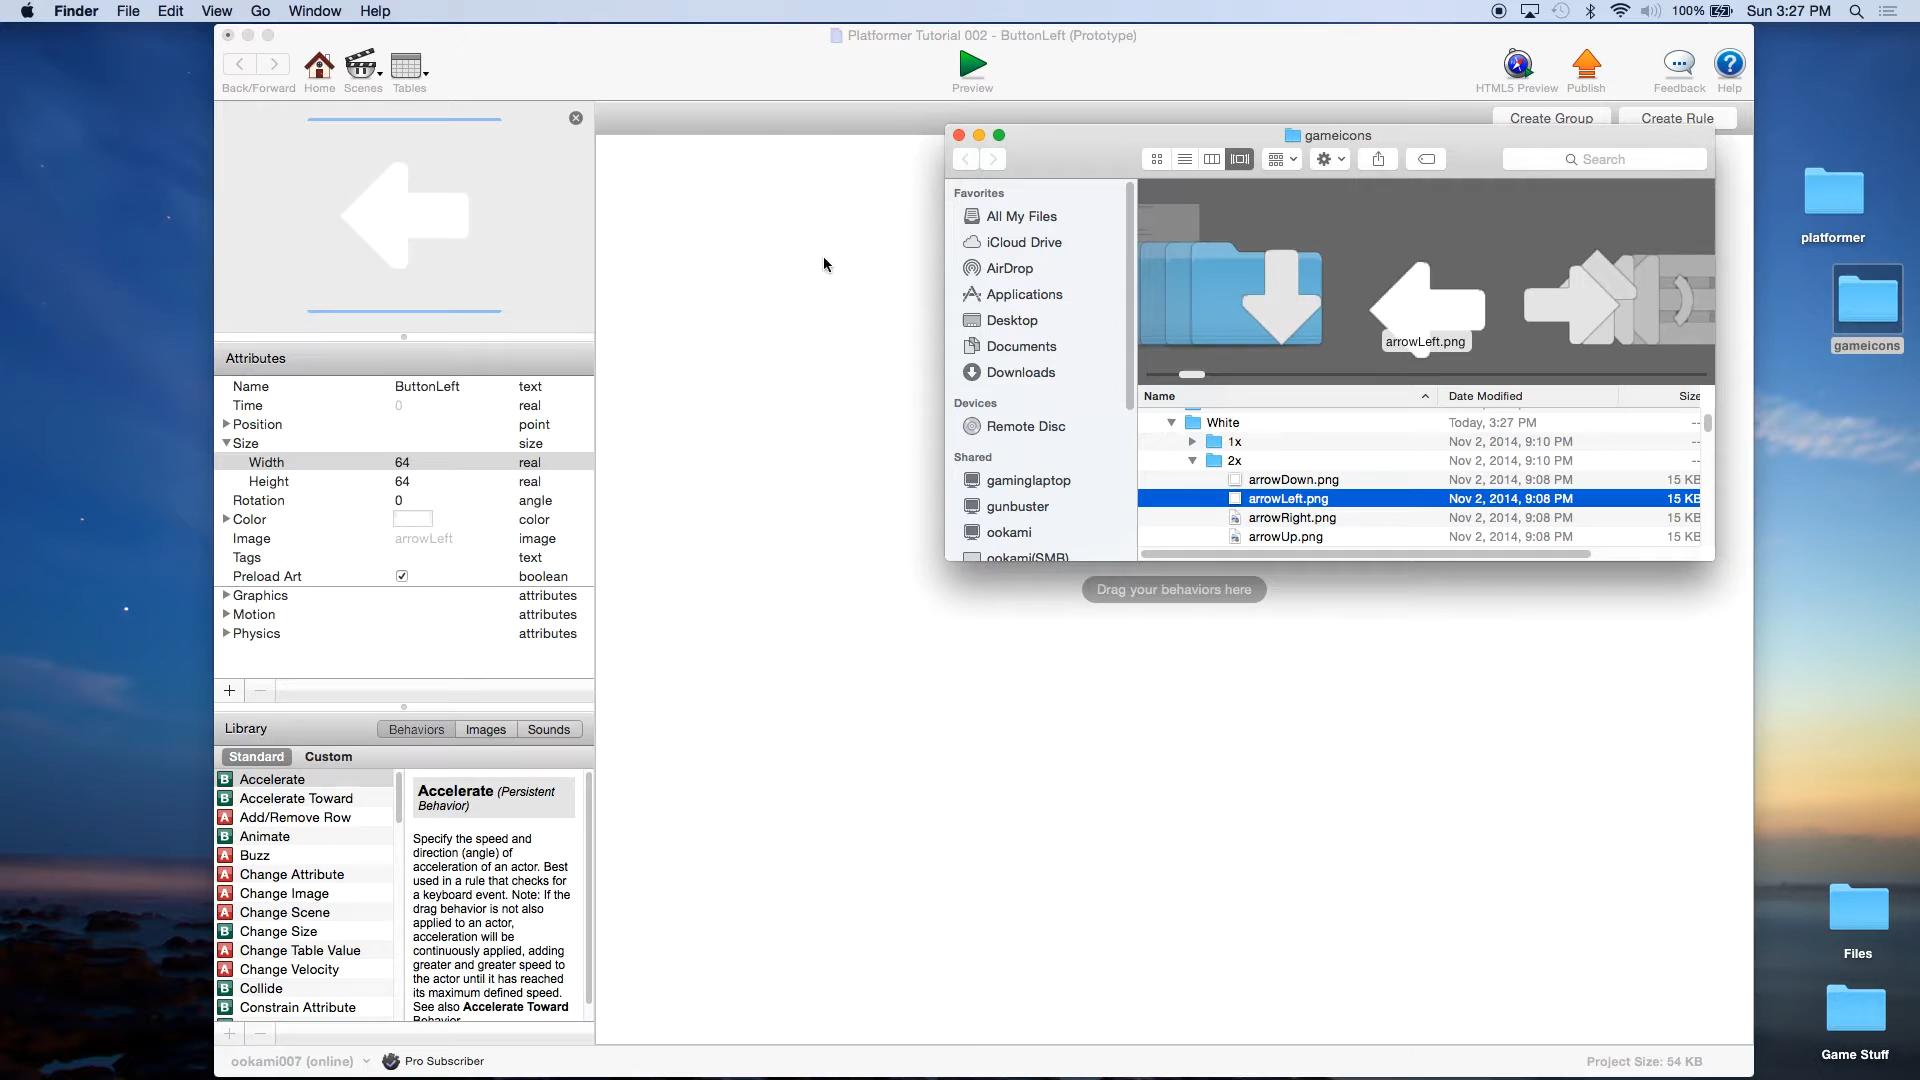 Finder File Edit View Go Window Help
100% Sun 3:27 PM
Platformer Tutorial 002 - ButtonLeft (Prototype)
Back/Forward Home Scenes Tables Preview HTML5 Preview Publish Feedback Help
Create Group Create Rule
gameicons
Search
Favorites
All My Files
iCloud Drive
AirDrop
Applications
Desktop
Documents
Downloads
Devices
Remote Disc
Shared
gaminglaptop
gunbuster
ookami
ookami(SMB)
arrowLeft.png
Name Date Modified Size
White Today, 3:27 PM --
1x Nov 2, 2014, 9:10 PM --
2x Nov 2, 2014, 9:10 PM --
arrowDown.png Nov 2, 2014, 9:08 PM 15 KB
arrowLeft.png Nov 2, 2014, 9:08 PM 15 KB
arrowRight.png Nov 2, 2014, 9:08 PM 15 KB
arrowUp.png Nov 2, 2014, 9:08 PM 15 KB
Drag your behaviors here
Attributes
Name ButtonLeft text
Time 0 real
Position point
Size size
Width 64 real
Height 64 real
Rotation 0 angle
Color color
Image arrowLeft image
Tags text
Preload Art boolean
Graphics attributes
Motion attributes
Physics attributes
Library Behaviors Images Sounds
Standard Custom
B Accelerate
B Accelerate Toward
A Add/Remove Row
B Animate
A Buzz
A Change Attribute
A Change Image
A Change Scene
B Change Size
A Change Table Value
A Change Velocity
B Collide
B Constrain Attribute
Accelerate (Persistent
Behavior)
Specify the speed and
direction (angle) of
acceleration of an actor. Best
used in a rule that checks for
a keyboard event. Note: If the
drag behavior is not also
applied to an actor,
acceleration will be
continuously applied, adding
greater and greater speed to
the actor until it has reached
its maximum defined speed.
See also Accelerate Toward
Behavior
ookami007 (online) Pro Subscriber
Project Size: 54 KB
platformer
gameicons
Files
Game Stuff